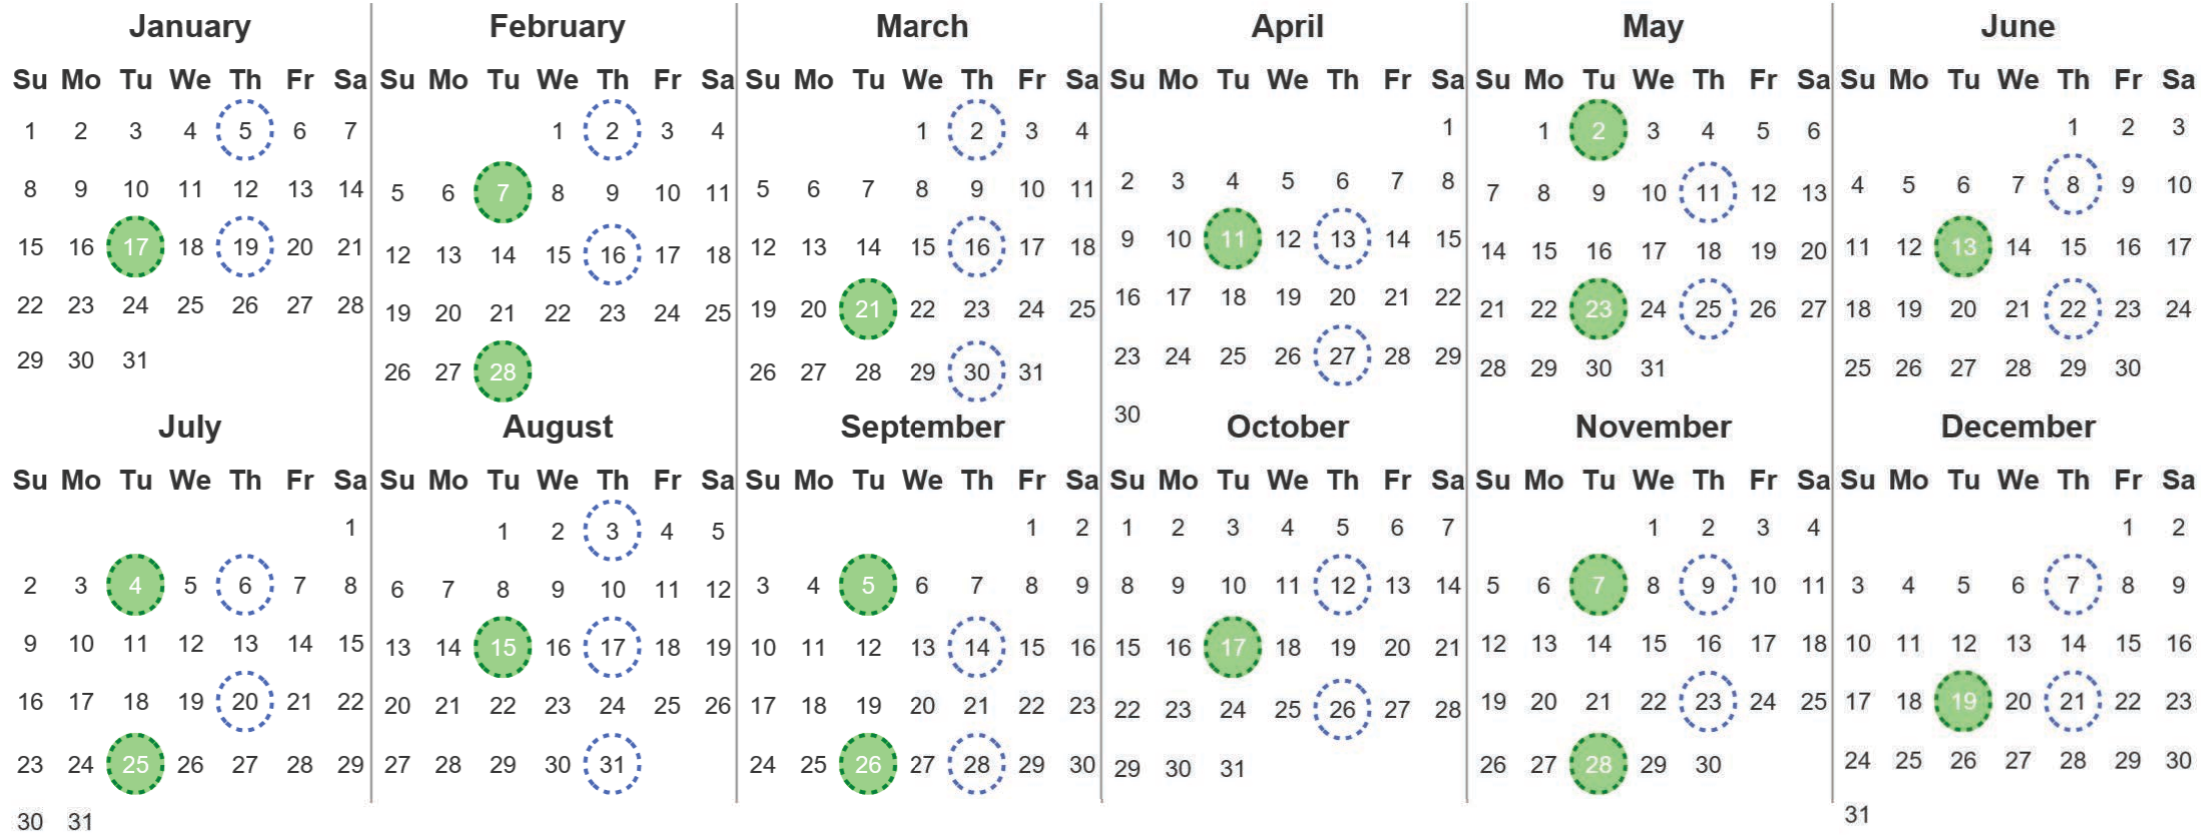 January
Su Mo Tu We Th Fr Sa
1 2 3 4 5 6 7
8 9 10 11 12 13 14
15 16 17 18 19 20 21
22 23 24 25 26 27 28
29 30 31
February
Su Mo Tu We Th Fr Sa
1 2 3 4
5 6 7 8 9 10 11
12 13 14 15 16 17 18
19 20 21 22 23 24 25
26 27 28
March
Su Mo Tu We Th Fr Sa
1 2 3 4
5 6 7 8 9 10 11
12 13 14 15 16 17 18
19 20 21 22 23 24 25
26 27 28 29 30 31
April
Su Mo Tu We Th Fr Sa
1
2 3 4 5 6 7 8
9 10 11 12 13 14 15
16 17 18 19 20 21 22
23 24 25 26 27 28 29
30
May
Su Mo Tu We Th Fr Sa
1 2 3 4 5 6
7 8 9 10 11 12 13
14 15 16 17 18 19 20
21 22 23 24 25 26 27
28 29 30 31
June
Su Mo Tu We Th Fr Sa
1 2 3
4 5 6 7 8 9 10
11 12 13 14 15 16 17
18 19 20 21 22 23 24
25 26 27 28 29 30
July
Su Mo Tu We Th Fr Sa
1
2 3 4 5 6 7 8
9 10 11 12 13 14 15
16 17 18 19 20 21 22
23 24 25 26 27 28 29
30 31
August
Su Mo Tu We Th Fr Sa
1 2 3 4 5
6 7 8 9 10 11 12
13 14 15 16 17 18 19
20 21 22 23 24 25 26
27 28 29 30 31
September
Su Mo Tu We Th Fr Sa
1 2
3 4 5 6 7 8 9
10 11 12 13 14 15 16
17 18 19 20 21 22 23
24 25 26 27 28 29 30
October
Su Mo Tu We Th Fr Sa
1 2 3 4 5 6 7
8 9 10 11 12 13 14
15 16 17 18 19 20 21
22 23 24 25 26 27 28
29 30 31
November
Su Mo Tu We Th Fr Sa
1 2 3 4
5 6 7 8 9 10 11
12 13 14 15 16 17 18
19 20 21 22 23 24 25
26 27 28 29 30
December
Su Mo Tu We Th Fr Sa
1 2
3 4 5 6 7 8 9
10 11 12 13 14 15 16
17 18 19 20 21 22 23
24 25 26 27 28 29 30
31